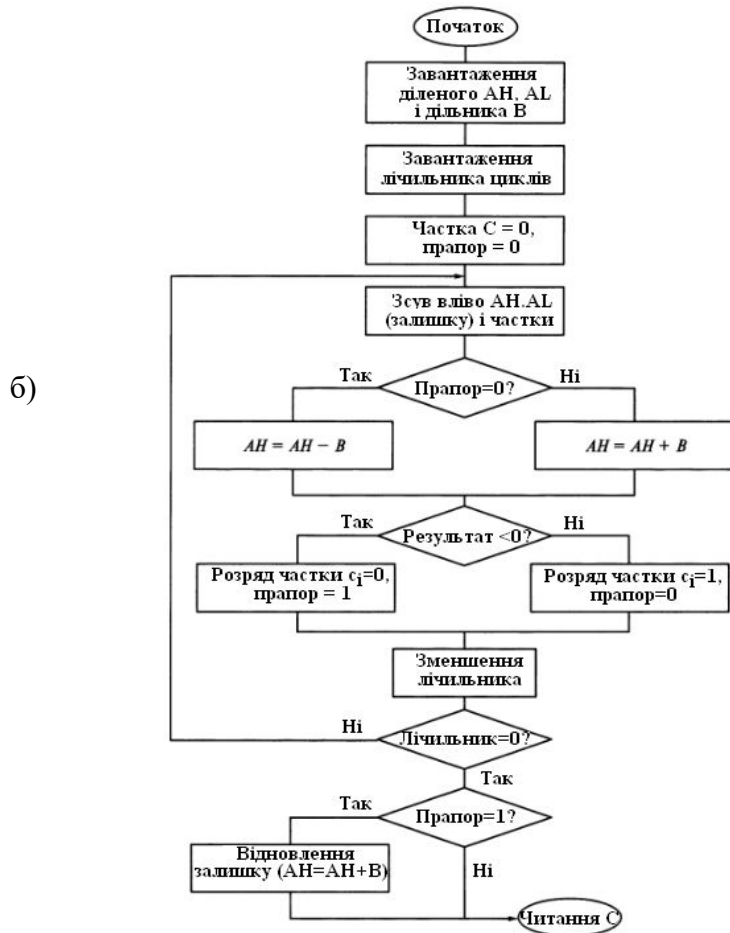 Початок
Завантаження
діленого AH, AL
і дільника B
Завантаження
лічильника циклів
Частка C = 0,
прапор = 0
Зсув вліво AH.AL
(залишку) і частки
б)
Так
Прапор=0?
Ні
AH = AH − B
AH = AH + B
Так
Результат <0?
Ні
Розряд частки ci=0,
прапор = 1
Розряд частки ci=1,
прапор=0
Зменшення
лічильника
Ні
Лічильник=0?
Так
Так
Прапор=1?
Ні
Відновлення
залишку (AH=AH+B)
Читання C